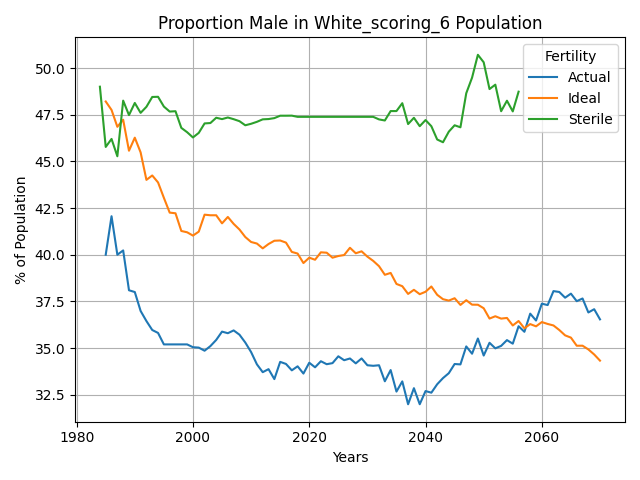 Proportion Male in White_scoring_6 Population
% of Population
50.0
47.5
45.0
42.5
40.0
37.5
35.0
32.5
Fertility
Actual
Ideal
Sterile
1980
2000
2020
2040
2060
Years